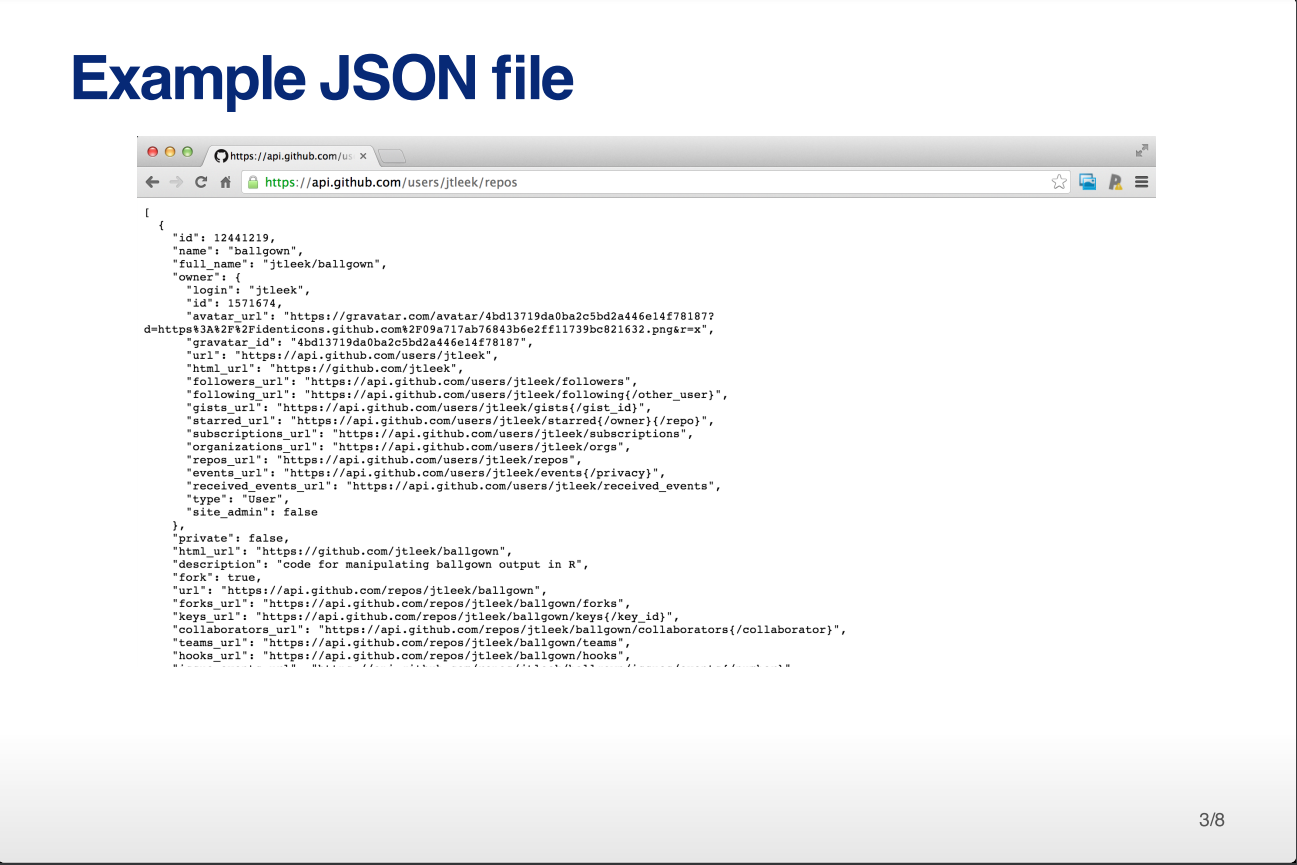 Example JSON file
https://api.github.com/us
https://api.github.com/users/jtleek/repos
[
  {
    "id": 12441219,
    "name": "ballgown",
    "full_name": "jtleek/ballgown",
    "owner": {
      "login": "jtleek",
      "id": 1571674,
      "avatar_url": "https://gravatar.com/avatar/4bd13719da0ba2c5bd2a446e14f78187?
d=https%3A%2F%2Fidenticons.github.com%2F09a717ab76843b6e2ff11739bc821632.png&r=x",
      "gravatar_id": "4bd13719da0ba2c5bd2a446e14f78187",
      "url": "https://api.github.com/users/jtleek",
      "html_url": "https://github.com/jtleek",
      "followers_url": "https://api.github.com/users/jtleek/followers",
      "following_url": "https://api.github.com/users/jtleek/following{/other_user}",
      "gists_url": "https://api.github.com/users/jtleek/gists{/gist_id}",
      "starred_url": "https://api.github.com/users/jtleek/starred{/owner}{/repo}",
      "subscriptions_url": "https://api.github.com/users/jtleek/subscriptions",
      "organizations_url": "https://api.github.com/users/jtleek/orgs",
      "repos_url": "https://api.github.com/users/jtleek/repos",
      "events_url": "https://api.github.com/users/jtleek/events{/privacy}",
      "received_events_url": "https://api.github.com/users/jtleek/received_events",
      "type": "User",
      "site_admin": false
    },
    "private": false,
    "html_url": "https://github.com/jtleek/ballgown",
    "description": "code for manipulating ballgown output in R",
    "fork": true,
    "url": "https://api.github.com/repos/jtleek/ballgown",
    "forks_url": "https://api.github.com/repos/jtleek/ballgown/forks",
    "keys_url": "https://api.github.com/repos/jtleek/ballgown/keys{/key_id}",
    "collaborators_url": "https://api.github.com/repos/jtleek/ballgown/collaborators{/collaborator}",
    "teams_url": "https://api.github.com/repos/jtleek/ballgown/teams",
    "hooks_url": "https://api.github.com/repos/jtleek/ballgown/hooks",
3/8